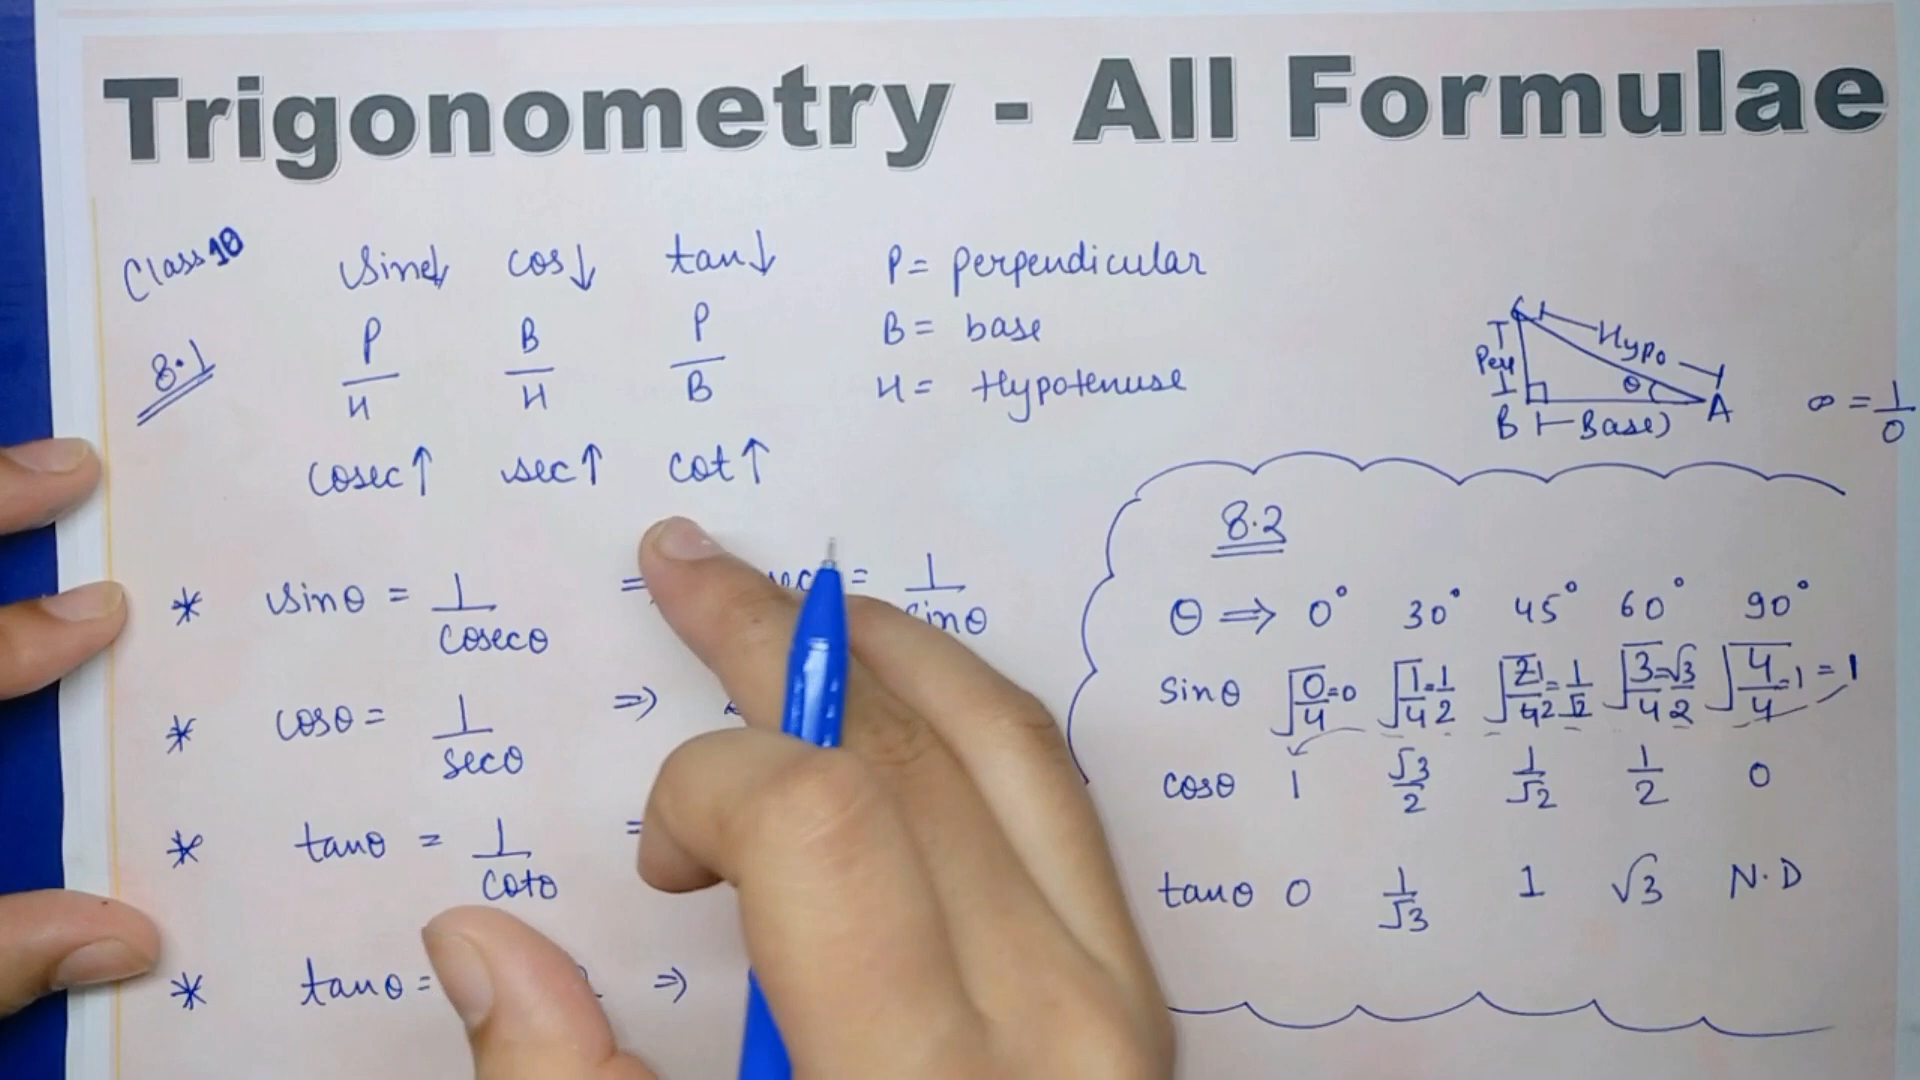 Trigonometry - All Formulae
Class 10
8.1
sine↓ cos↓ tan↓
P/H B/H P/B
cosec↑ sec↑ cot↑
P = perpendicular
B = base
H = Hypotenuse
C
Hypo
Per
θ
B Base A
∞ = 1/0
* sinθ = 1/cosecθ
= 1/sinθ
* cosθ = 1/secθ ⇒
* tanθ = 1/cotθ =
* tanθ = ⇒
8.2
θ ⇒ 0° 30° 45° 60° 90°
sinθ √(0/4)=0 √(1/4)=1/2 √(2/4)=1/√2 √(3/4)=√3/2 √(4/4)=1 = 1
cosθ 1 √3/2 1/√2 1/2 0
tanθ 0 1/√3 1 √3 N.D